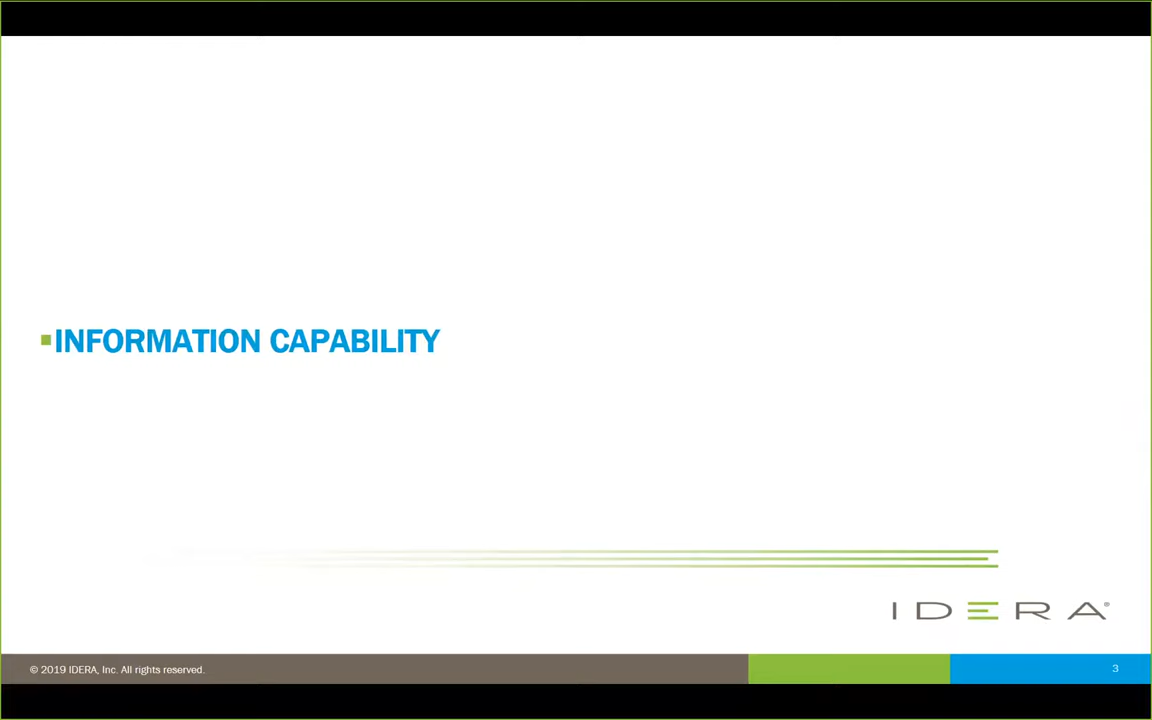 INFORMATION CAPABILITY
IDERA®
© 2019 IDERA, Inc. All rights reserved.
3